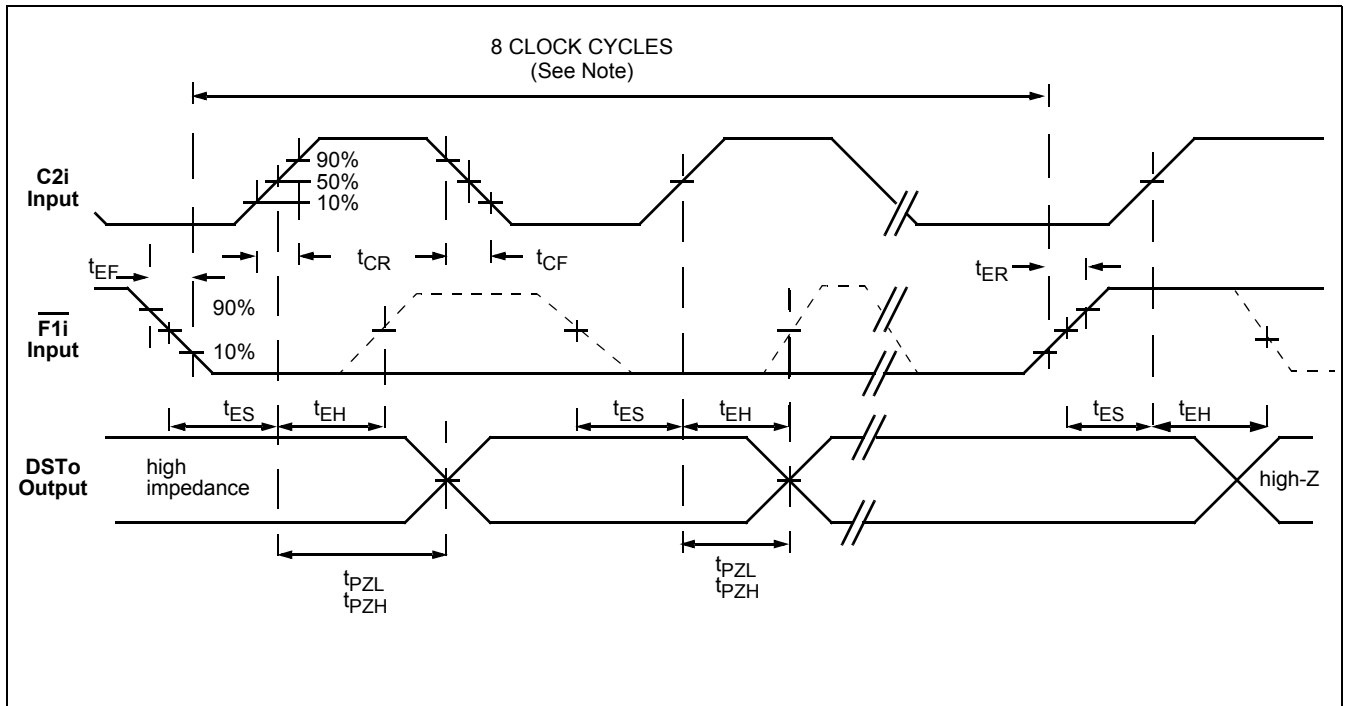 8 CLOCK CYCLES
(See Note)
C2i
Input
90%
50%
10%
tEF
tCR
tCF
tER
F1i
Input
90%
10%
tES
tEH
tES
tEH
tES
tEH
DSTo
Output
high
impedance
high-Z
tPZL
tPZH
tPZL
tPZH